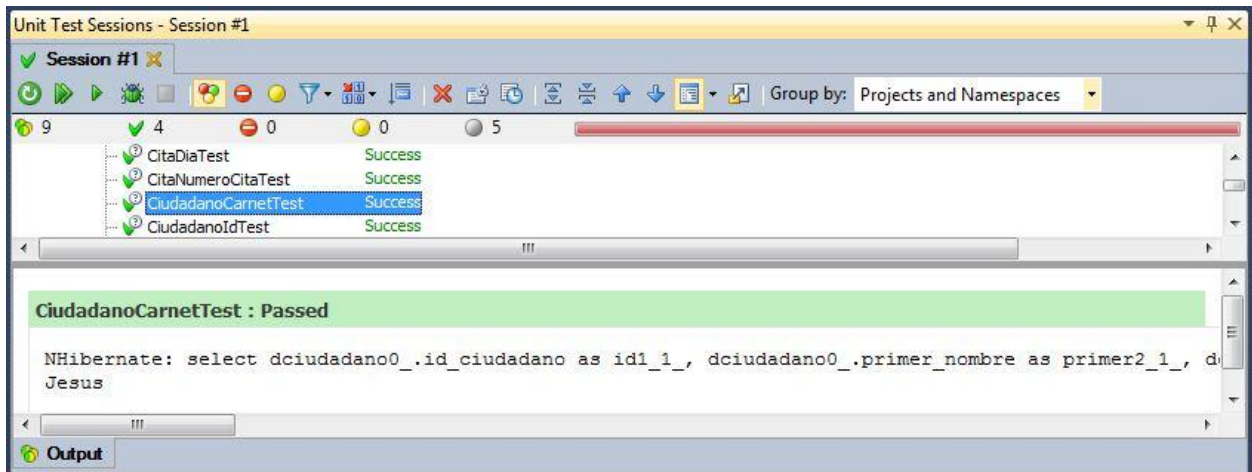 Unit Test Sessions - Session #1
Session #1
Group by: Projects and Namespaces
9 4 0 0 5
CitaDiaTest Success
CitaNumeroCitaTest Success
CiudadanoCarnetTest Success
CiudadanoIdTest Success
CiudadanoCarnetTest : Passed
NHibernate: select dciudadano0_.id_ciudadano as id1_1_, dciudadano0_.primer_nombre as primer2_1_,
Jesus
Output